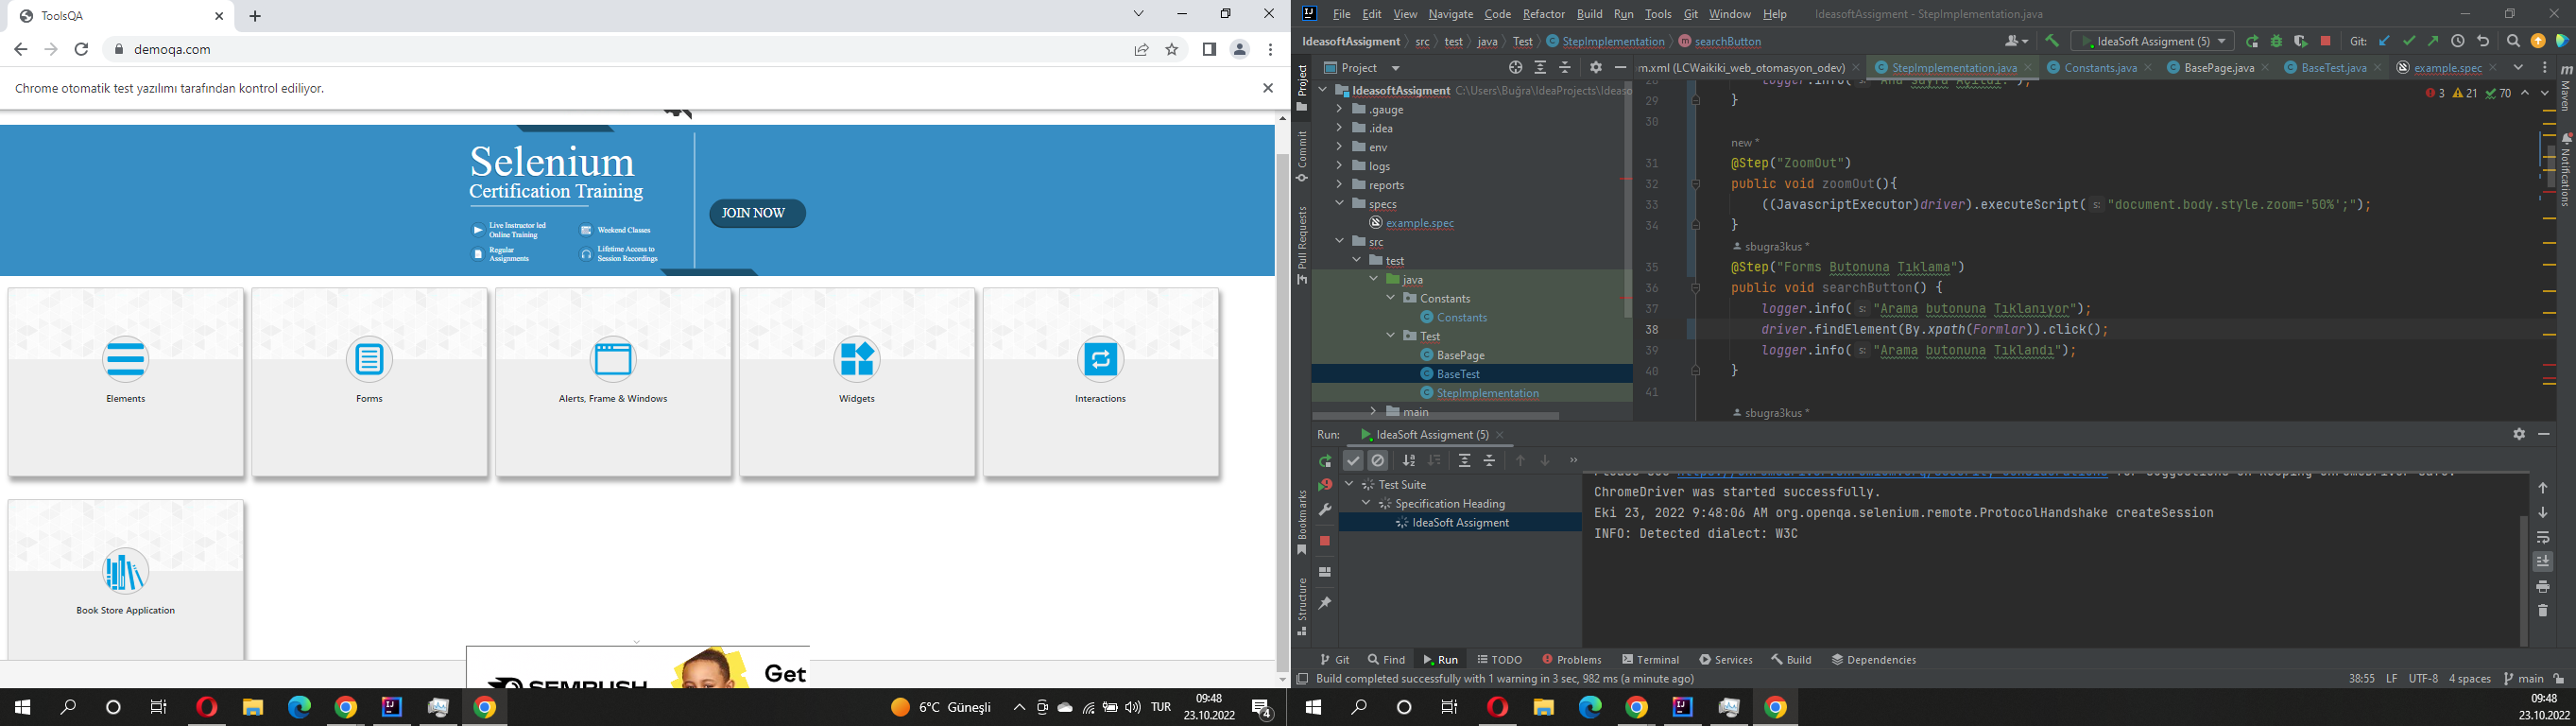 ToolsQA
demoqa.com
Chrome otomatik test yazılımı tarafından kontrol ediliyor.
Selenium
Certification Training
JOIN NOW
Live Instructor led
Online Training
Weekend Classes
Regular
Assignments
Lifetime Access to
Session Recordings
Elements
Forms
Alerts, Frame & Windows
Widgets
Interactions
Book Store Application
SEMRUSH
Get
6°C Güneşli
TUR
09:48
23.10.2022
4
File Edit View Navigate Code Refactor Build Run Tools Git Window Help
IdeasoftAssigment - StepImplementation.java
IdeasoftAssigment src test java Test StepImplementation searchButton
IdeaSoft Assigment (5)
Git:
Project
m.xml (LCWaikiki_web_otomasyon_odev) StepImplementation.java Constants.java BasePage.java BaseTest.java example.spec
IdeasoftAssigment C:\Users\Buğra\IdeaProjects\Ideaso
.gauge
.idea
env
logs
reports
specs
example.spec
src
test
java
Constants
Constants
Test
BasePage
BaseTest
StepImplementation
main
Project
Commit
Pull Requests
Bookmarks
Structure
Maven
Notifications
3 21 70
29 }
30
new *
31 @Step("ZoomOut")
32 public void zoomOut(){
33 ((JavascriptExecutor)driver).executeScript( s: "document.body.style.zoom='50%';");
34 }
sbugra3kus *
35 @Step("Forms Butonuna Tıklama")
36 public void searchButton() {
37 logger.info( s: "Arama butonuna Tıklanıyor");
38 driver.findElement(By.xpath(Formlar)).click();
39 logger.info( s: "Arama butonuna Tıklandı");
40 }
41
sbugra3kus *
Run: IdeaSoft Assigment (5)
Test Suite
Specification Heading
IdeaSoft Assigment
ChromeDriver was started successfully.
Eki 23, 2022 9:48:06 AM org.openqa.selenium.remote.ProtocolHandshake createSession
INFO: Detected dialect: W3C
Git Find Run TODO Problems Terminal Services Build Dependencies
Build completed successfully with 1 warning in 3 sec, 982 ms (a minute ago)
38:55 LF UTF-8 4 spaces main
09:48
23.10.2022